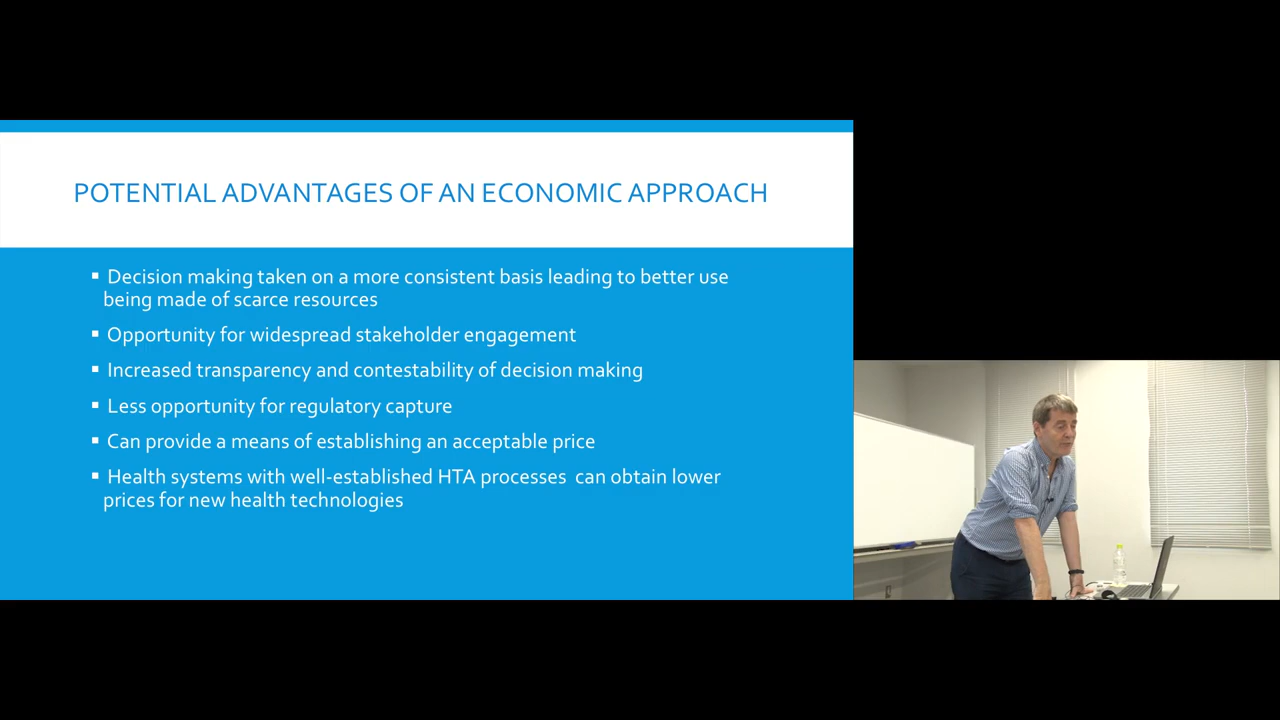 POTENTIAL ADVANTAGES OF AN ECONOMIC APPROACH
Decision making taken on a more consistent basis leading to better use
being made of scarce resources
Opportunity for widespread stakeholder engagement
Increased transparency and contestability of decision making
Less opportunity for regulatory capture
Can provide a means of establishing an acceptable price
Health systems with well-established HTA processes can obtain lower
prices for new health technologies